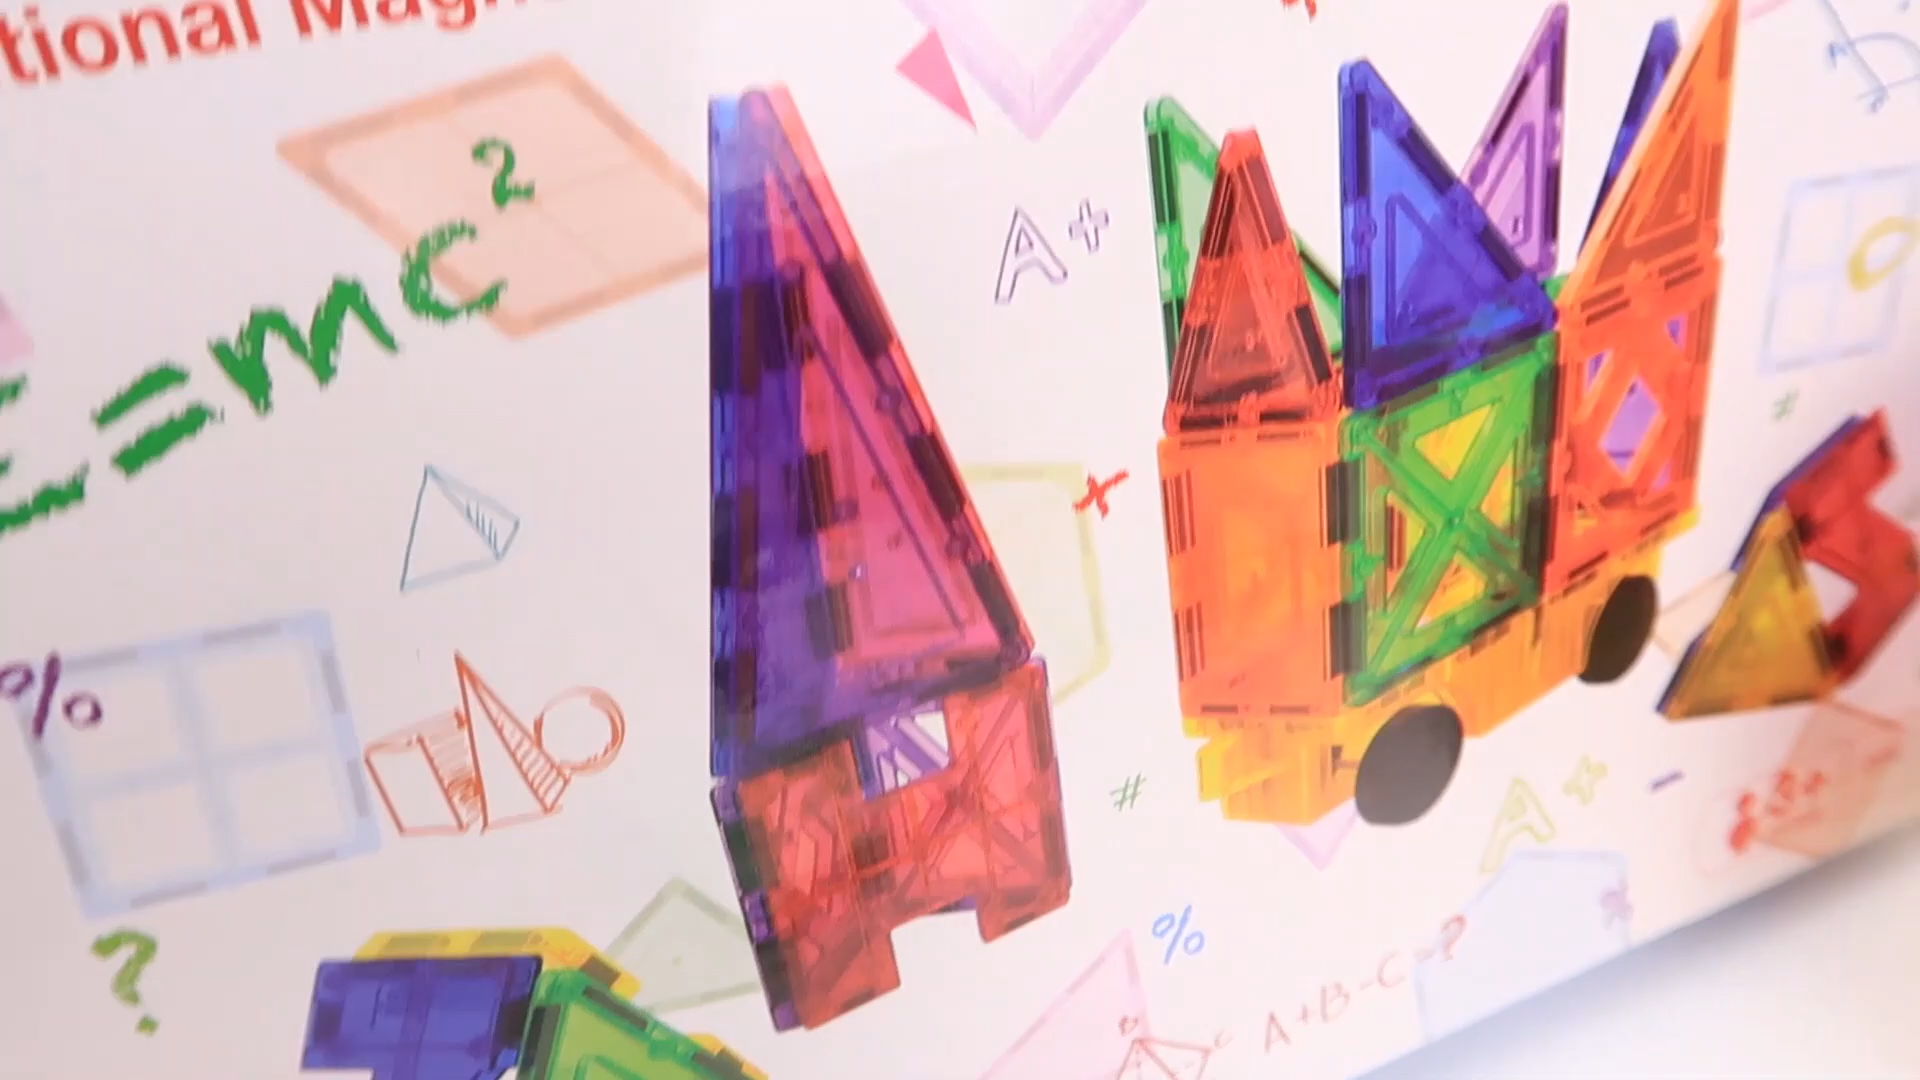 tional Magn
E=mc²
A+
+
%
#
#
?
%
A+
-
A+B-C=?
B
C